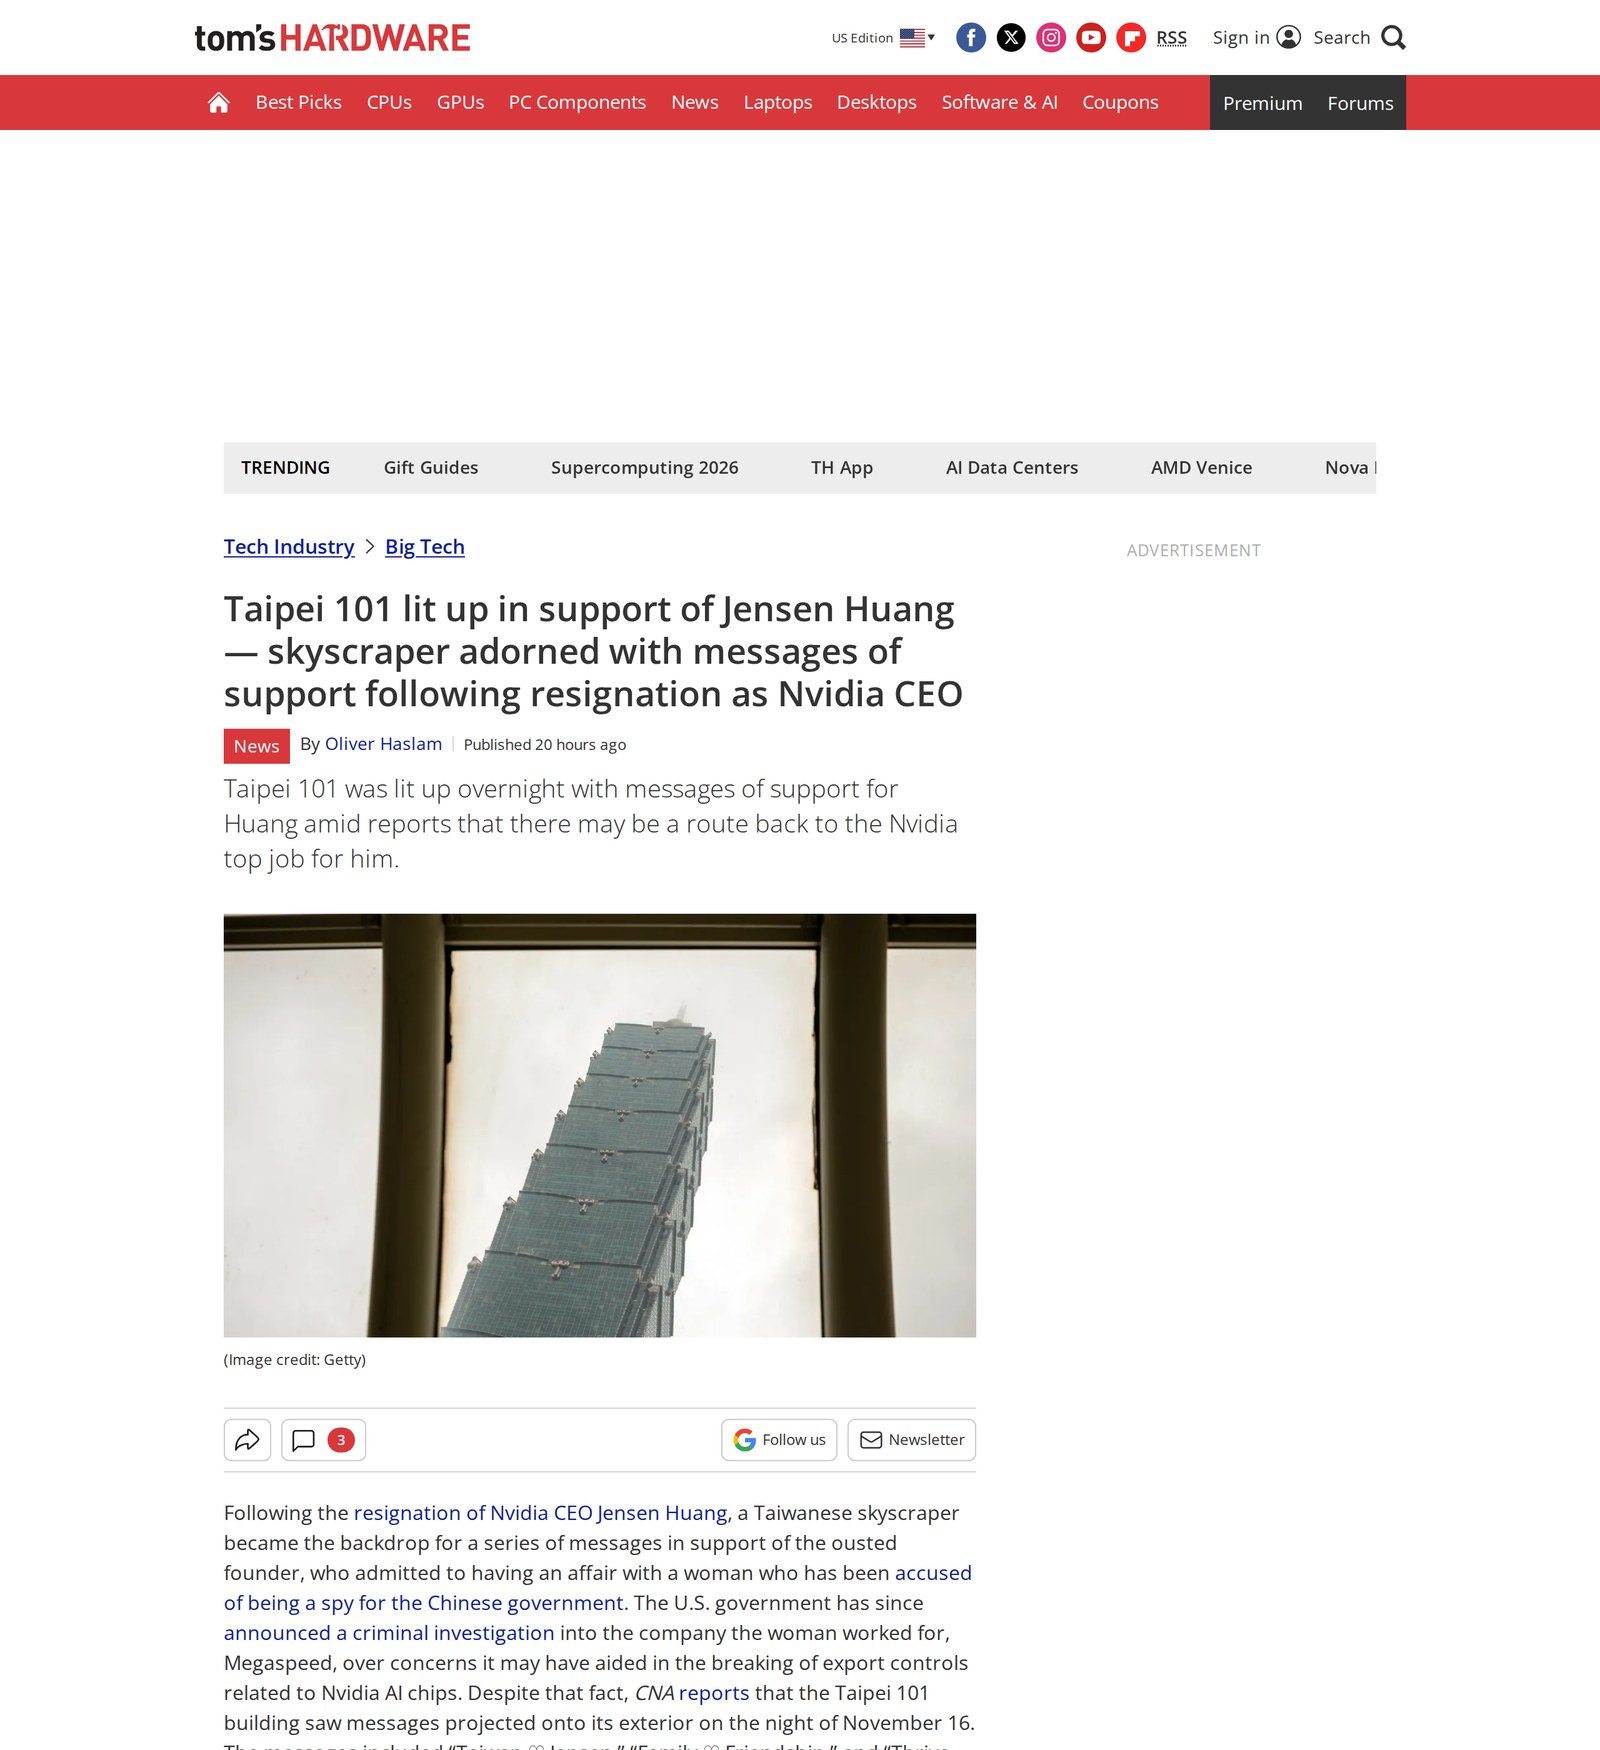 tom's HARDWARE
US Edition
RSS
Sign in
Search
Best Picks
CPUs
GPUs
PC Components
News
Laptops
Desktops
Software & AI
Coupons
Premium
Forums
TRENDING
Gift Guides
Supercomputing 2026
TH App
AI Data Centers
AMD Venice
Nova
Tech Industry
Big Tech
ADVERTISEMENT
Taipei 101 lit up in support of Jensen Huang
— skyscraper adorned with messages of
support following resignation as Nvidia CEO
News
By Oliver Haslam
Published 20 hours ago
Taipei 101 was lit up overnight with messages of support for
Huang amid reports that there may be a route back to the Nvidia
top job for him.
(Image credit: Getty)
3
Follow us
Newsletter
Following the resignation of Nvidia CEO Jensen Huang, a Taiwanese skyscraper
became the backdrop for a series of messages in support of the ousted
founder, who admitted to having an affair with a woman who has been accused
of being a spy for the Chinese government. The U.S. government has since
announced a criminal investigation into the company the woman worked for,
Megaspeed, over concerns it may have aided in the breaking of export controls
related to Nvidia AI chips. Despite that fact, CNA reports that the Taipei 101
building saw messages projected onto its exterior on the night of November 16.
The messages included “Taiwan ♡ Jensen,” “Family ♡ Friendship,” and “Thrive